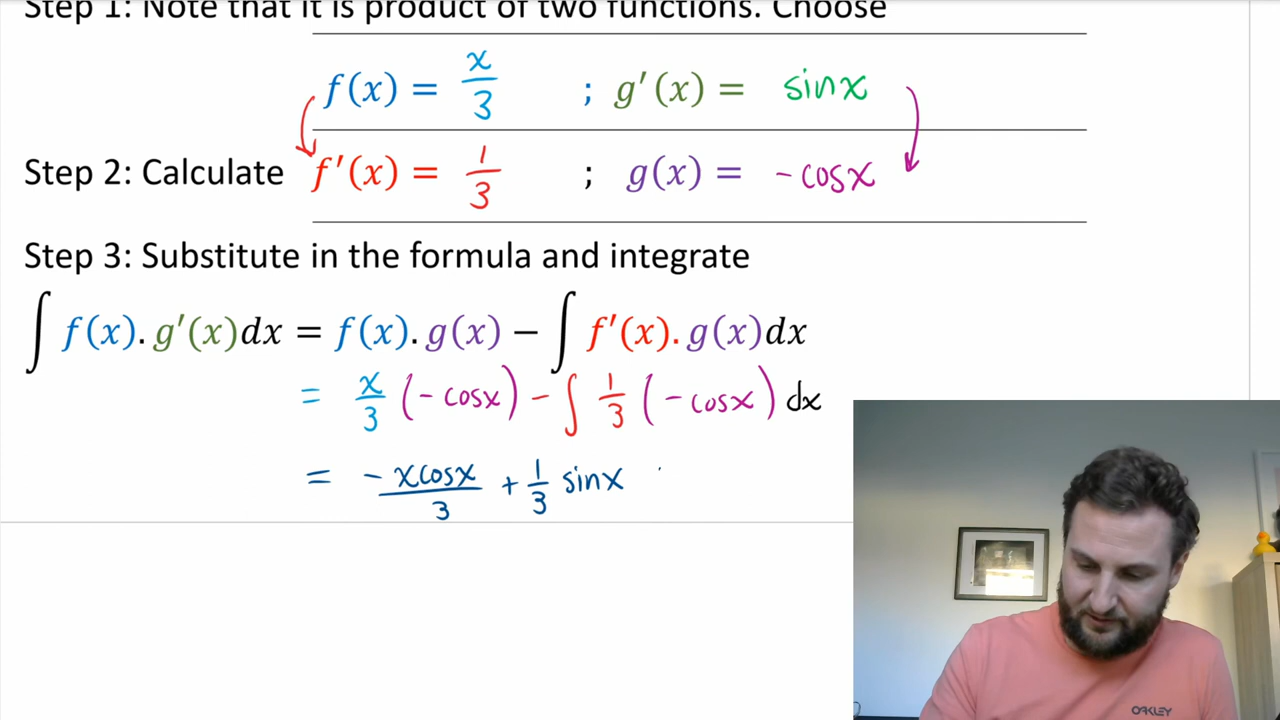 Step 1: Note that it is product of two functions. Choose
f(x) = x/3 ; g'(x) = sinx
Step 2: Calculate f'(x) = 1/3 ; g(x) = -cosx
Step 3: Substitute in the formula and integrate
∫ f(x). g'(x)dx = f(x). g(x) − ∫ f'(x). g(x)dx
= x/3 (-cosx) - ∫ 1/3 (-cosx) dx
= -xcosx/3 + 1/3 sinx
OAKLEY